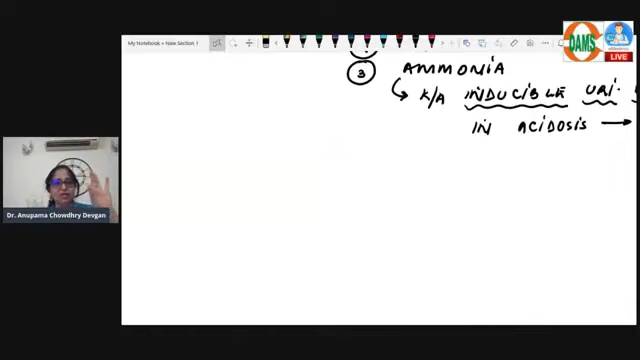 My Notebook » New Section 1
DAMS
LIVE
3 AMMONIA
K/A INDUCIBLE URI.
IN ACIDOSIS →
Dr. Anupama Chowdhry Devgan